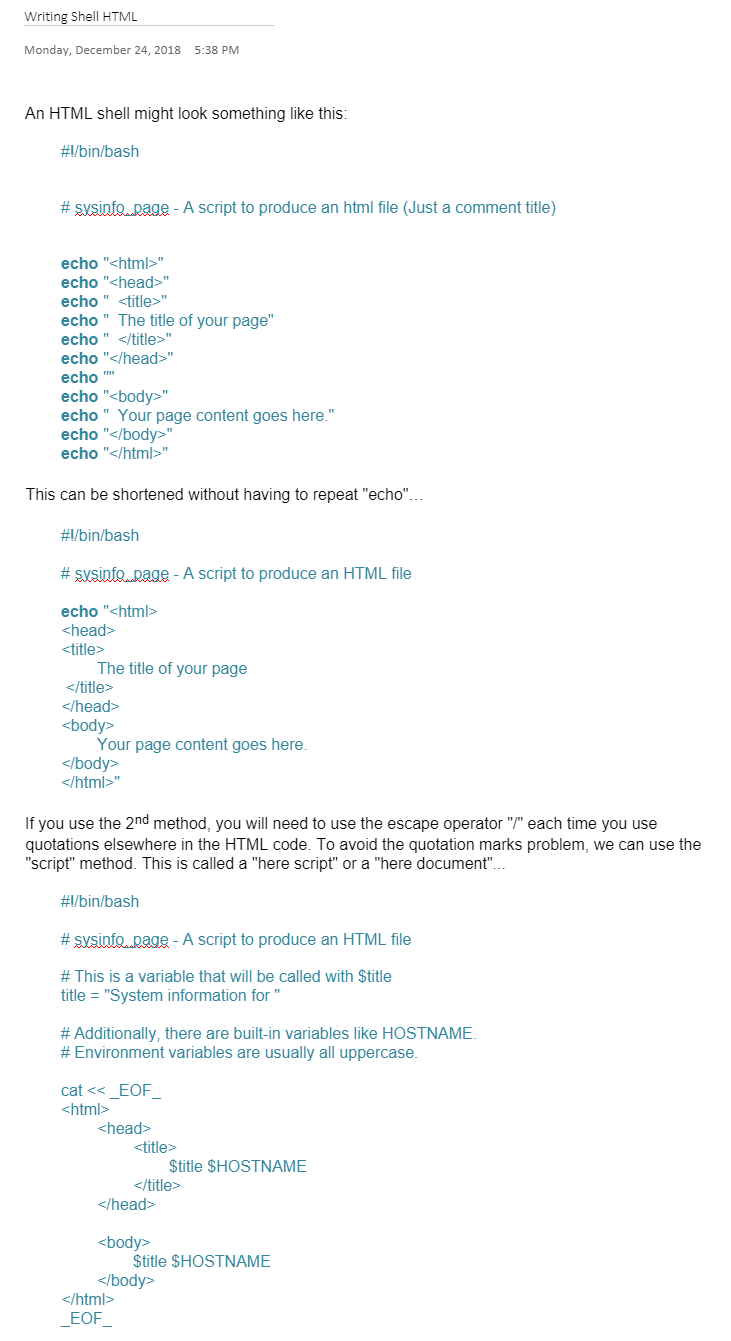 Writing Shell HTML
Monday, December 24, 2018 5:38 PM
An HTML shell might look something like this:
#!/bin/bash
# sysinfo_page - A script to produce an html file (Just a comment title)
echo "<html>"
echo "<head>"
echo "  <title>"
echo "  The title of your page"
echo "  </title>"
echo "</head>"
echo ""
echo "<body>"
echo "  Your page content goes here."
echo "</body>"
echo "</html>"
This can be shortened without having to repeat "echo"…
#!/bin/bash
# sysinfo_page - A script to produce an HTML file
echo "<html>
<head>
<title>
The title of your page
</title>
</head>
<body>
Your page content goes here.
</body>
</html>"
If you use the 2nd method, you will need to use the escape operator "/" each time you use
quotations elsewhere in the HTML code. To avoid the quotation marks problem, we can use the
"script" method. This is called a "here script" or a "here document"…
#!/bin/bash
# sysinfo_page - A script to produce an HTML file
# This is a variable that will be called with $title
title = "System information for "
# Additionally, there are built-in variables like HOSTNAME.
# Environment variables are usually all uppercase.
cat << _EOF_
<html>
<head>
<title>
$title $HOSTNAME
</title>
</head>
<body>
$title $HOSTNAME
</body>
</html>
_EOF_